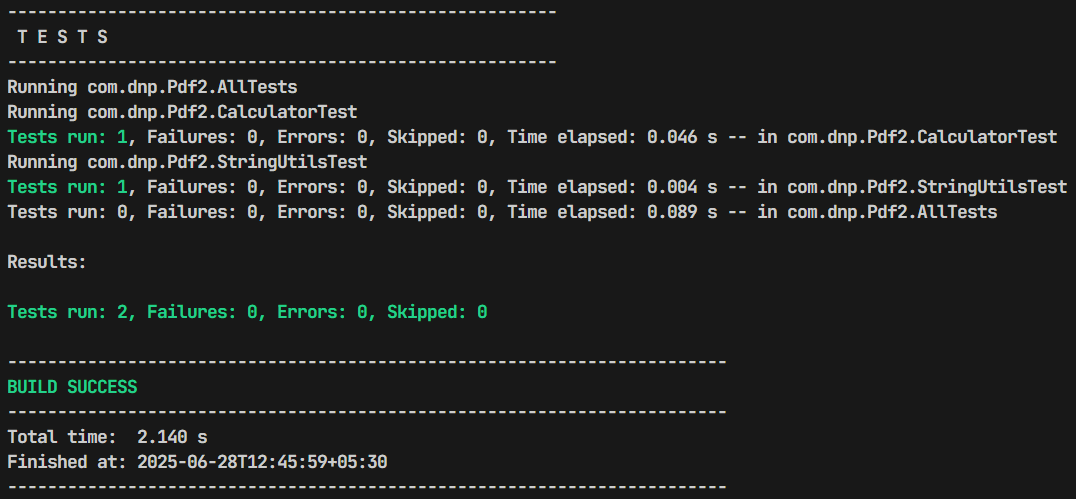 -------------------------------------------------------
 T E S T S
-------------------------------------------------------
Running com.dnp.Pdf2.AllTests
Running com.dnp.Pdf2.CalculatorTest
Tests run: 1, Failures: 0, Errors: 0, Skipped: 0, Time elapsed: 0.046 s -- in com.dnp.Pdf2.CalculatorTest
Running com.dnp.Pdf2.StringUtilsTest
Tests run: 1, Failures: 0, Errors: 0, Skipped: 0, Time elapsed: 0.004 s -- in com.dnp.Pdf2.StringUtilsTest
Tests run: 0, Failures: 0, Errors: 0, Skipped: 0, Time elapsed: 0.089 s -- in com.dnp.Pdf2.AllTests
Results:
Tests run: 2, Failures: 0, Errors: 0, Skipped: 0
------------------------------------------------------------------------
BUILD SUCCESS
------------------------------------------------------------------------
Total time:  2.140 s
Finished at: 2025-06-28T12:45:59+05:30
------------------------------------------------------------------------